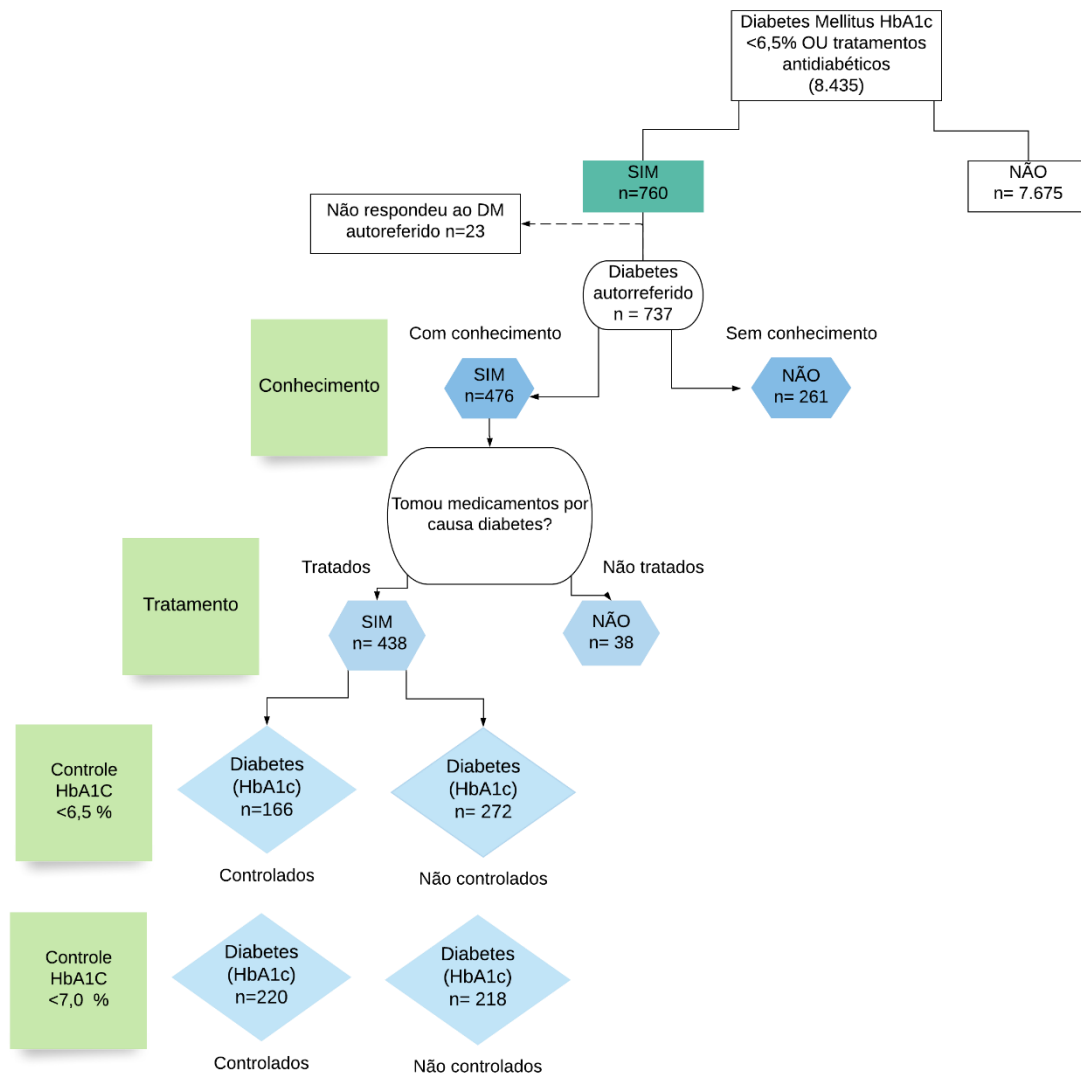 Diabetes Mellitus HbA1c
<6,5% OU tratamentos
antidiabéticos
(8.435)
SIM
n=760
NÃO
n= 7.675
Não respondeu ao DM
autoreferido n=23
Diabetes
autorreferido
n = 737
Com conhecimento
Sem conhecimento
Conhecimento
SIM
n=476
NÃO
n= 261
Tomou medicamentos por
causa diabetes?
Tratados
Não tratados
Tratamento
SIM
n= 438
NÃO
n= 38
Controle
HbA1C
<6,5 %
Diabetes
(HbA1c)
n=166
Diabetes
(HbA1c)
n= 272
Controlados
Não controlados
Controle
HbA1C
<7,0  %
Diabetes
(HbA1c)
n=220
Diabetes
(HbA1c)
n= 218
Controlados
Não controlados